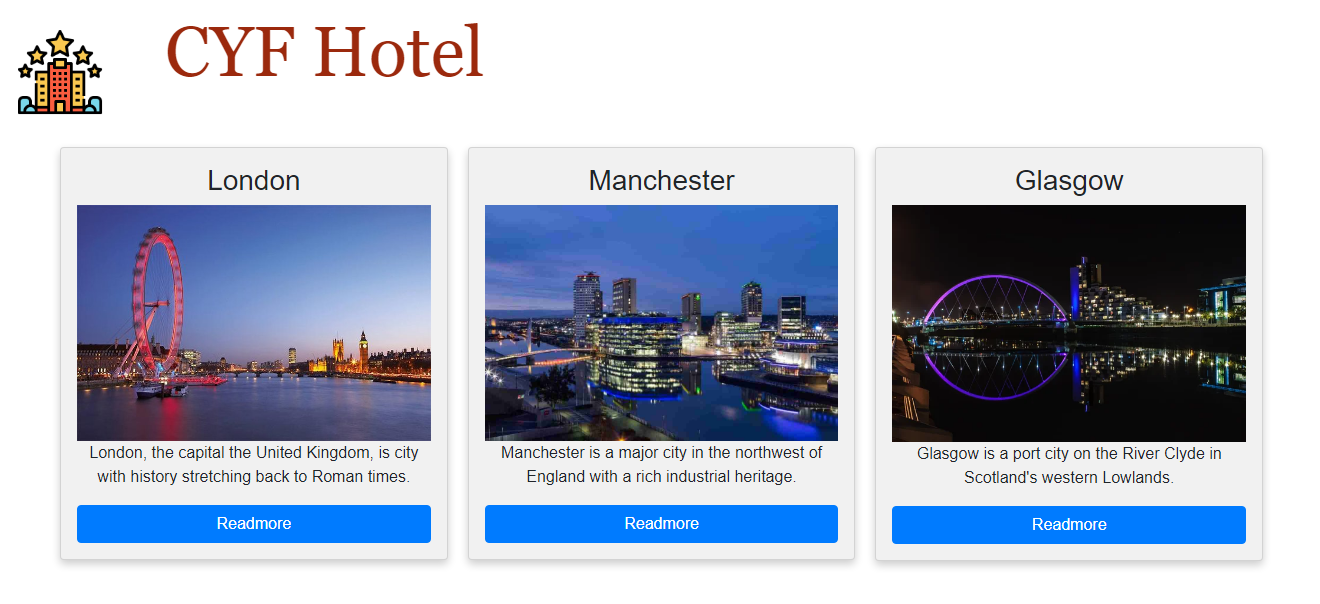 CYF Hotel
London
London, the capital the United Kingdom, is city
with history stretching back to Roman times.
Readmore
Manchester
Manchester is a major city in the northwest of
England with a rich industrial heritage.
Readmore
Glasgow
Glasgow is a port city on the River Clyde in
Scotland's western Lowlands.
Readmore